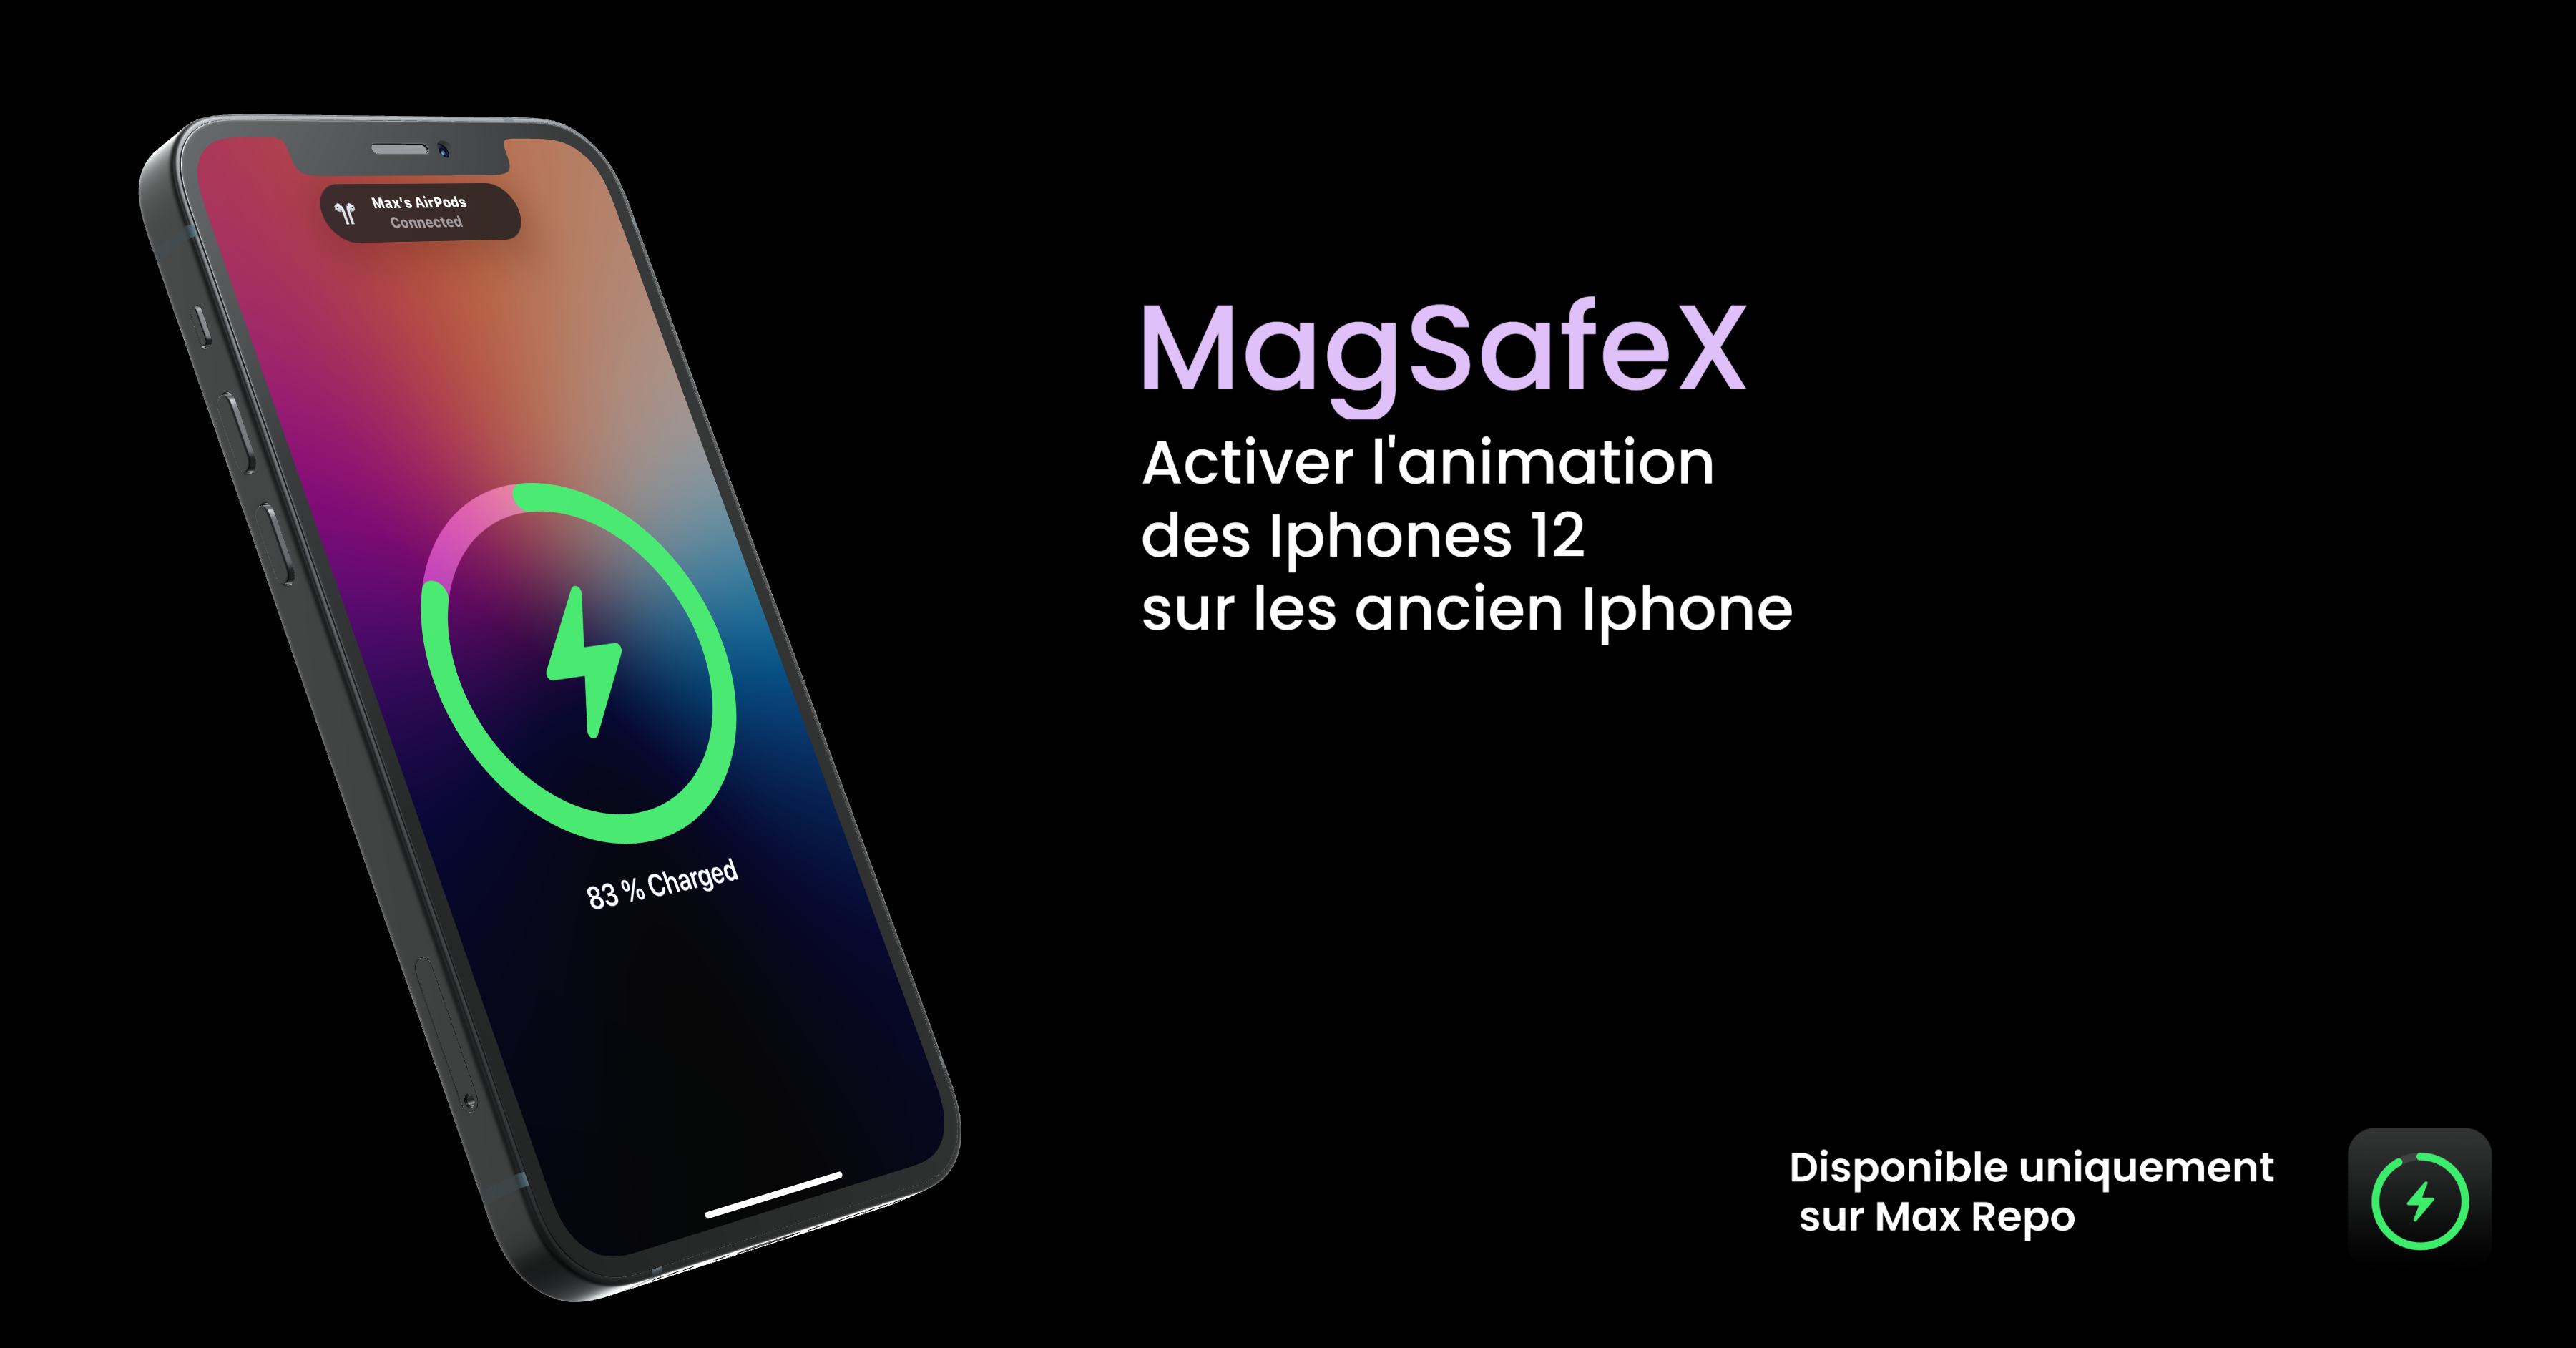 Max's AirPods
Connected
83 % Charged
MagSafeX
Activer l'animation
des Iphones 12
sur les ancien Iphone
Disponible uniquement
sur Max Repo